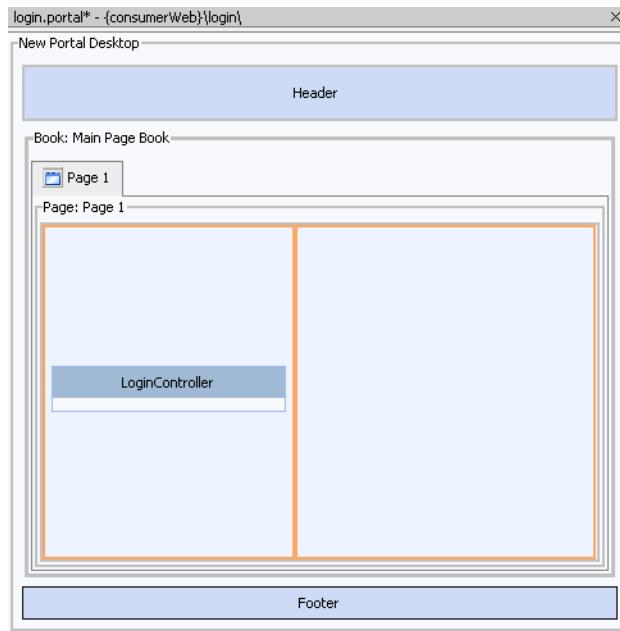 login.portal* - {consumerWeb}\login\
New Portal Desktop
Header
Book: Main Page Book
Page 1
Page: Page 1
LoginController
Footer